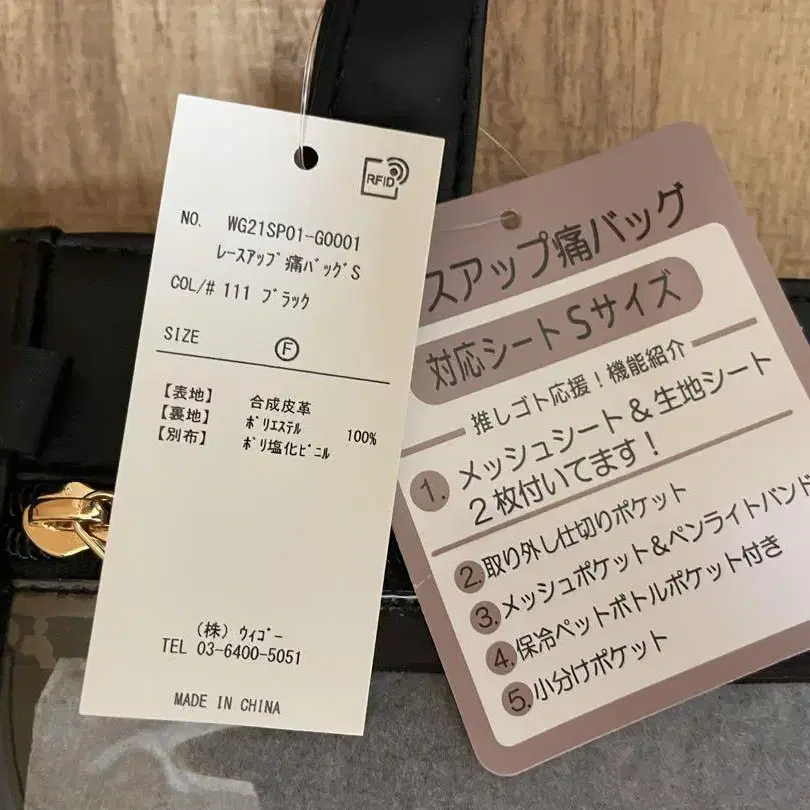 RFID
NO. WG21SP01-G0001
ﾚｰｽｱｯﾌﾟ痛ﾊﾞｯｸﾞS
COL/# 111 ﾌﾞﾗｯｸ
SIZE F
【表地】 合成皮革
【裏地】 ﾎﾟﾘｴｽﾃﾙ 100%
【別布】 ﾎﾟﾘ塩化ﾋﾞﾆﾙ
(株) ｳｨｺﾞｰ
TEL 03-6400-5051
MADE IN CHINA
スアップ痛バッグ
対応シートSサイズ
推しゴト応援！機能紹介
1. メッシュシート&生地シート
2枚付いてます！
2. 取り外し仕切りポケット
3. メッシュポケット&ペンライトバンド
4. 保冷ペットボトルポケット付き
5. 小分けポケット